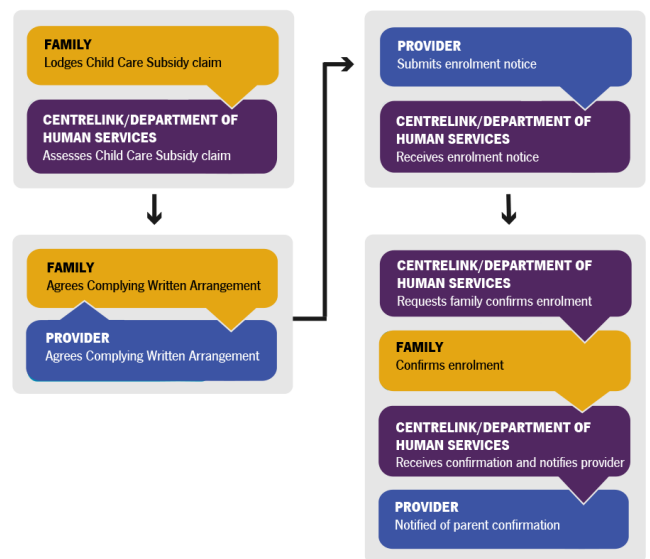 FAMILY
Lodges Child Care Subsidy claim
CENTRELINK/DEPARTMENT OF
HUMAN SERVICES
Assesses Child Care Subsidy claim
FAMILY
Agrees Complying Written Arrangement
PROVIDER
Agrees Complying Written Arrangement
PROVIDER
Submits enrolment notice
CENTRELINK/DEPARTMENT OF
HUMAN SERVICES
Receives enrolment notice
CENTRELINK/DEPARTMENT OF
HUMAN SERVICES
Requests family confirms enrolment
FAMILY
Confirms enrolment
CENTRELINK/DEPARTMENT OF
HUMAN SERVICES
Receives confirmation and notifies provider
PROVIDER
Notified of parent confirmation